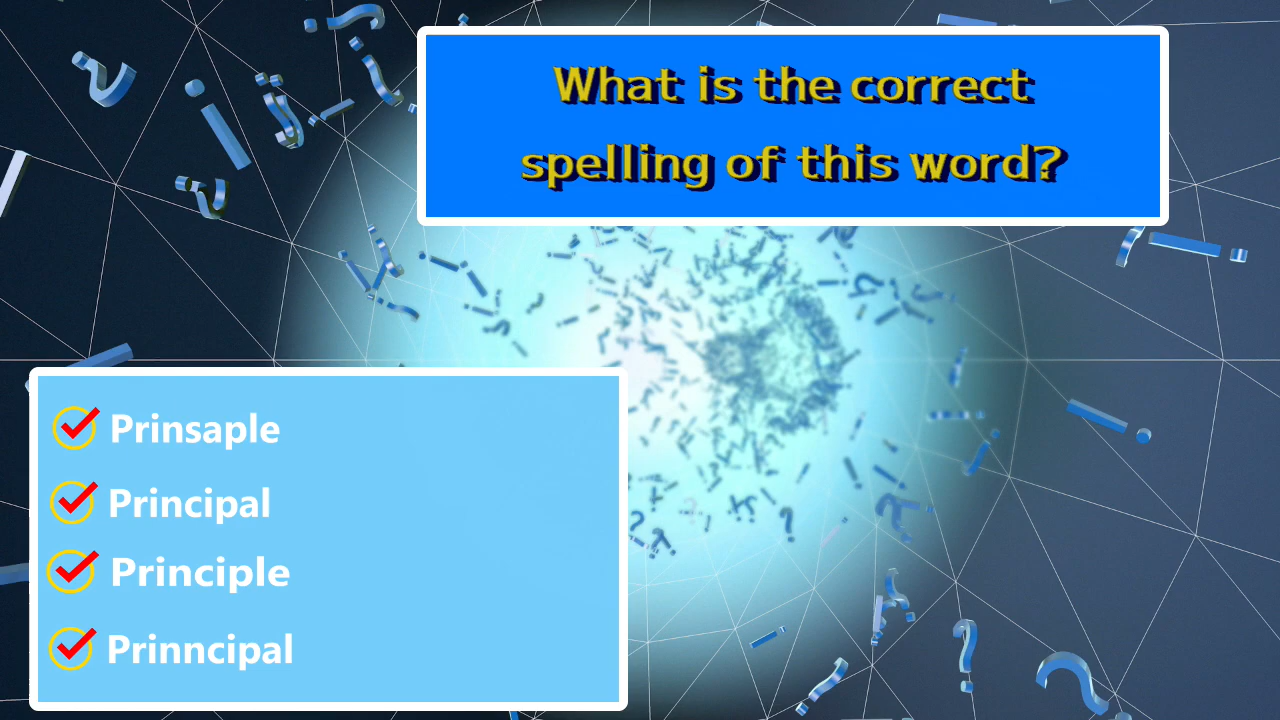 What is the correct
spelling of this word?
Prinsaple
Principal
Principle
Prinncipal